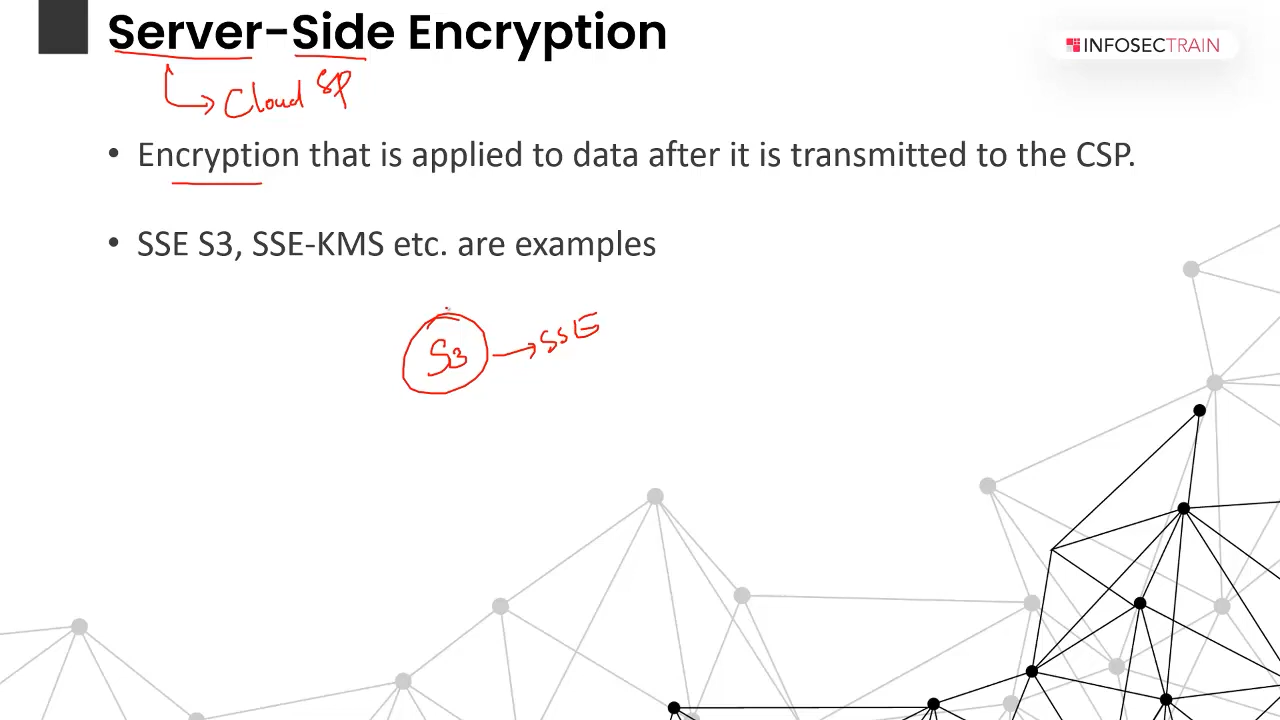 Server-Side Encryption
INFOSECTRAIN
Cloud SP
• Encryption that is applied to data after it is transmitted to the CSP.
• SSE S3, SSE-KMS etc. are examples
S3 → SSE